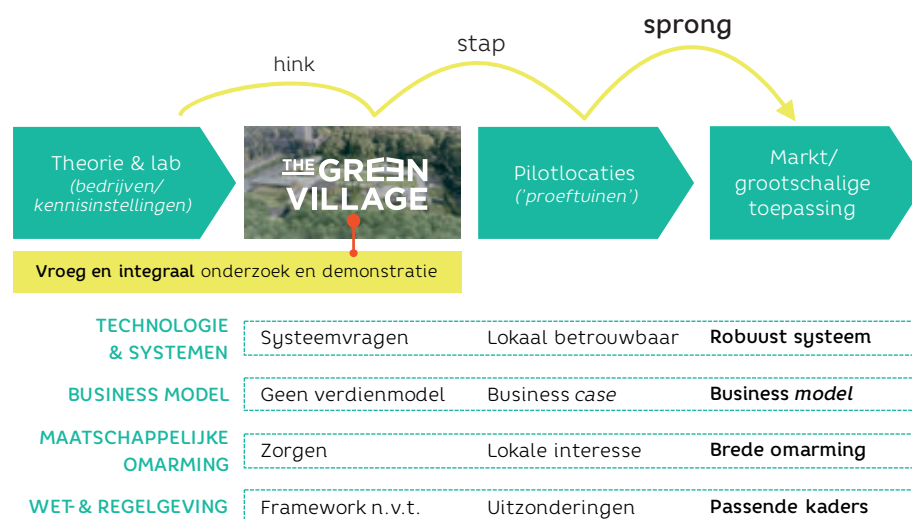 hink
stap
sprong
Theorie & lab
(bedrijven/
kennisinstellingen)
THE GREEN
VILLAGE
Pilotlocaties
('proeftuinen')
Markt/
grootschalige
toepassing
Vroeg en integraal onderzoek en demonstratie
TECHNOLOGIE
& SYSTEMEN
Systeemvragen
Lokaal betrouwbaar
Robuust systeem
BUSINESS MODEL
Geen verdienmodel
Business case
Business model
MAATSCHAPPELIJKE
OMARMING
Zorgen
Lokale interesse
Brede omarming
WET- & REGELGEVING
Framework n.v.t.
Uitzonderingen
Passende kaders